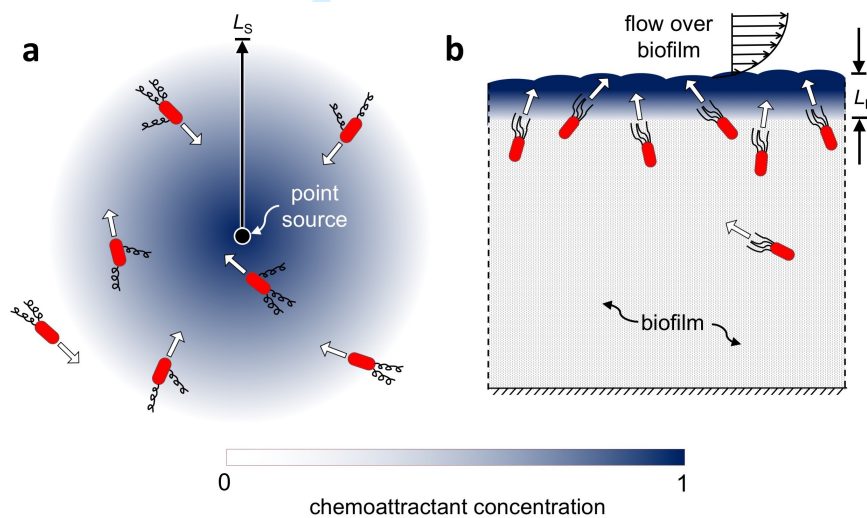 a
L_S
point
source
b
flow over
biofilm
biofilm
0
1
chemoattractant concentration